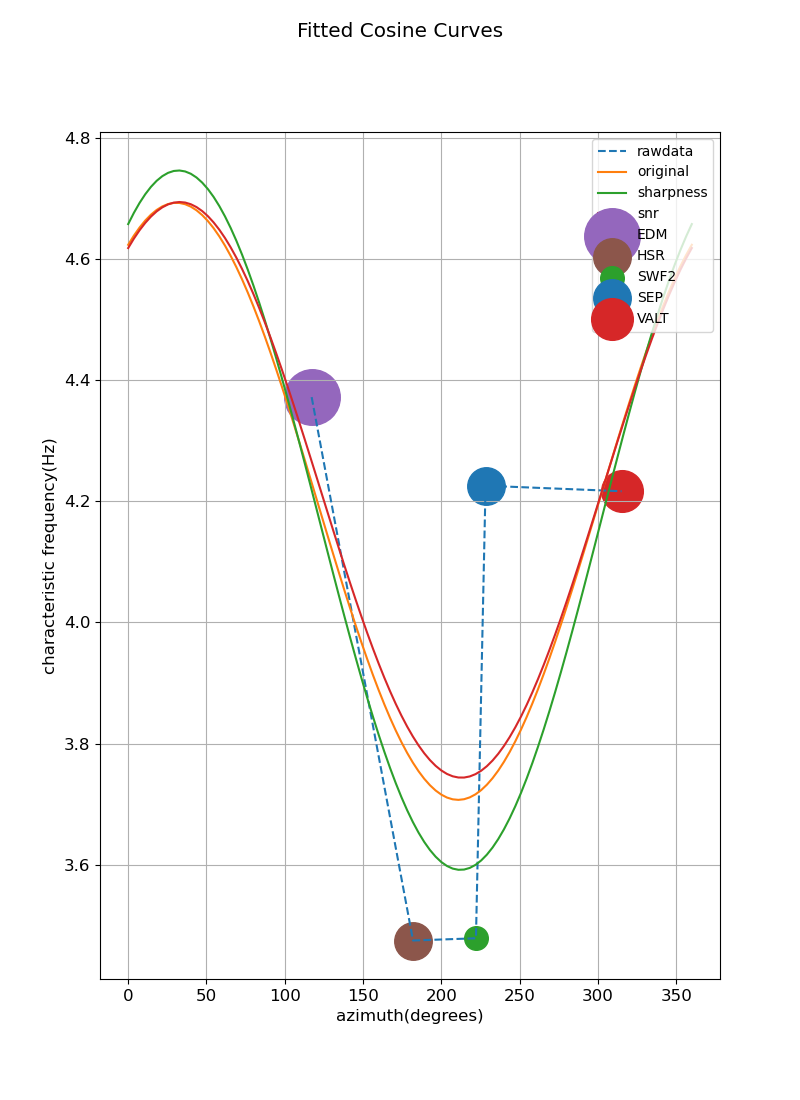 Fitted Cosine Curves
4.8
4.6
4.4
4.2
4.0
3.8
3.6
characteristic frequency(Hz)
rawdata
original
sharpness
snr
EDM
HSR
SWF2
SEP
VALT
0 50 100 150 200 250 300 350
azimuth(degrees)